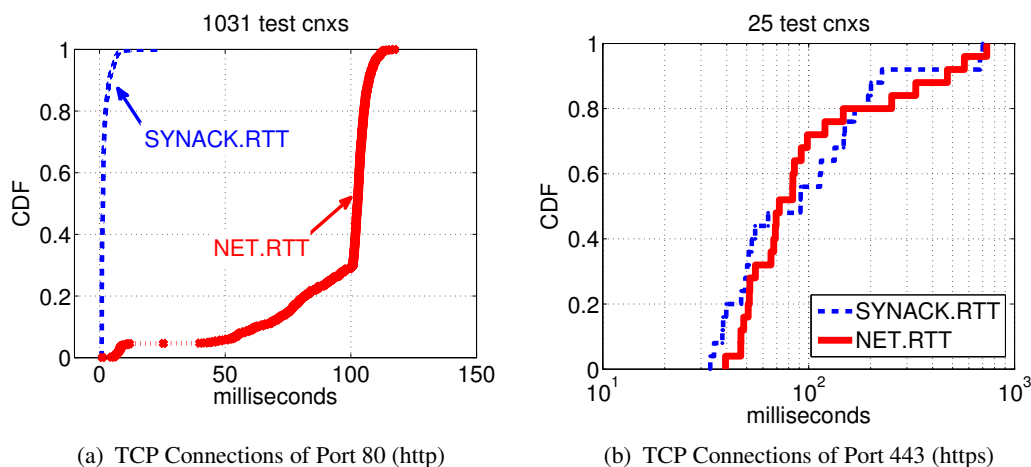 1031 test cnxs
1
0.8
0.6
0.4
0.2
0
CDF
SYNACK.RTT
NET.RTT
0
50
100
150
milliseconds
(a) TCP Connections of Port 80 (http)
25 test cnxs
1
0.8
0.6
0.4
0.2
0
CDF
SYNACK.RTT
NET.RTT
10^1
10^2
10^3
milliseconds
(b) TCP Connections of Port 443 (https)